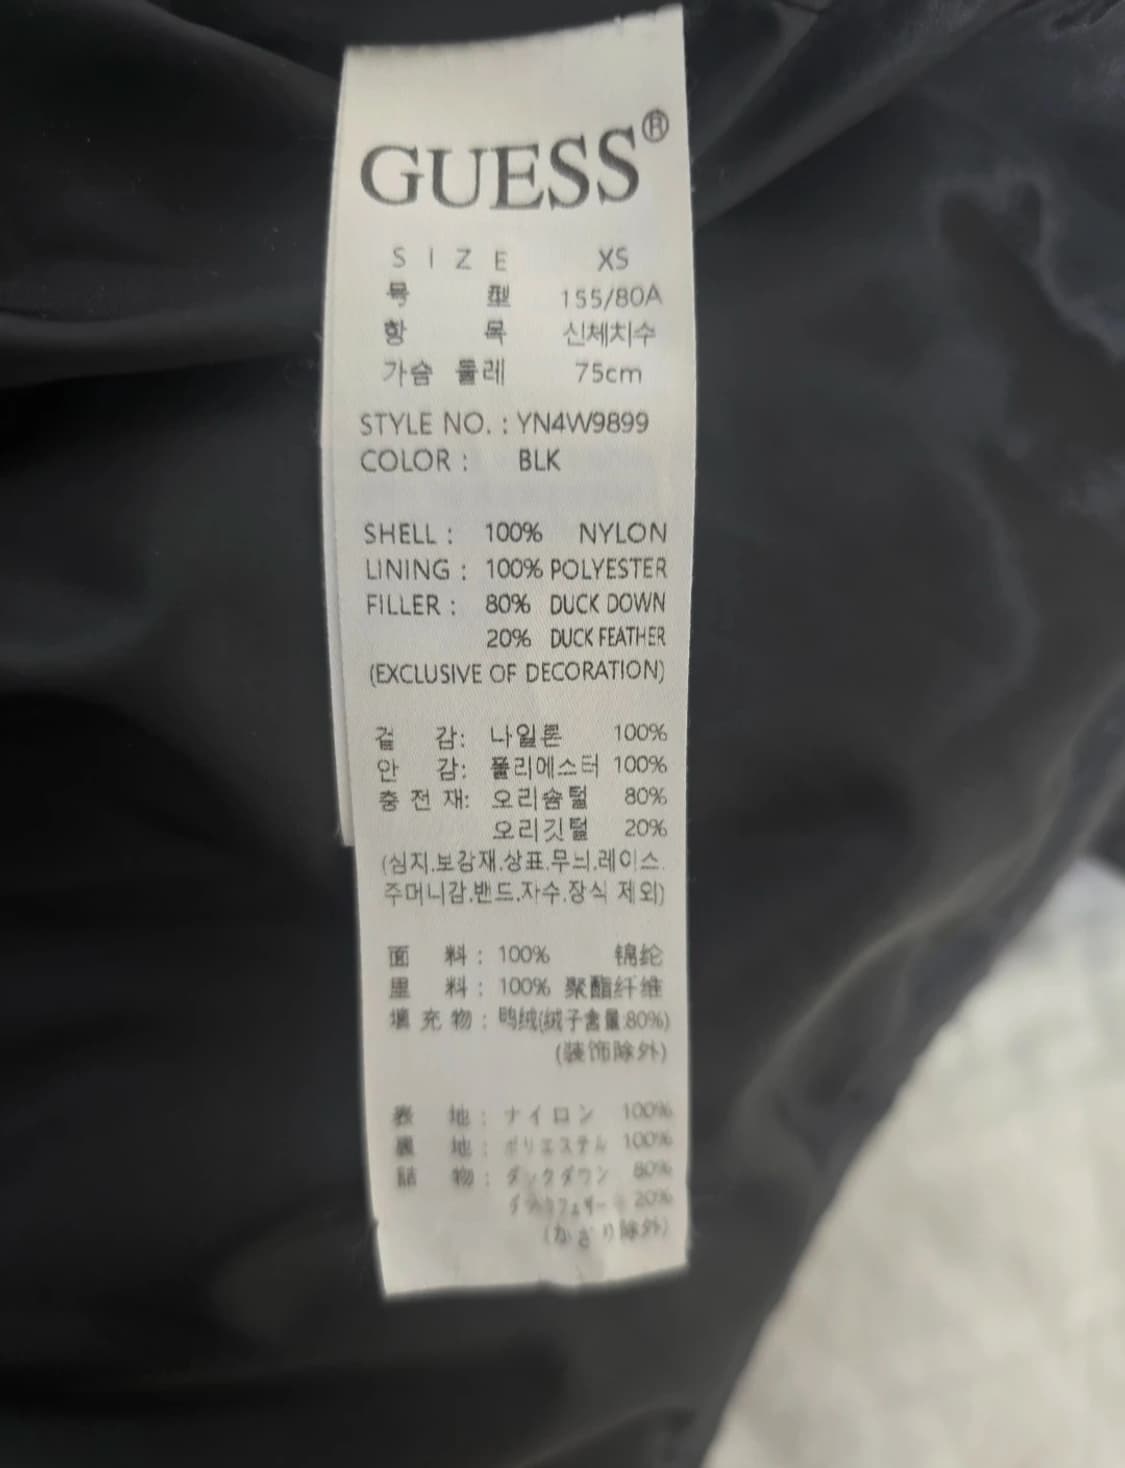 GUESS®
SIZE XS
号 型 155/80A
항 목 신체치수
가슴 둘레 75cm
STYLE NO. : YN4W9899
COLOR : BLK
SHELL : 100% NYLON
LINING : 100% POLYESTER
FILLER : 80% DUCK DOWN
20% DUCK FEATHER
(EXCLUSIVE OF DECORATION)
겉 감: 나일론 100%
안 감: 폴리에스터 100%
충 전 재: 오리솜털 80%
오리깃털 20%
(심지.보강재.상표.무늬.레이스.
주머니감.밴드.자수.장식 제외)
面 料 : 100% 锦纶
里 料 : 100% 聚酯纤维
填 充 物 : 鸭绒(绒子含量:80%)
(装饰除外)
表 地 : ナイロン 100%
裏 地 : ポリエステル 100%
詰 物 : ダックダウン 80%
20%
(かざり除外)